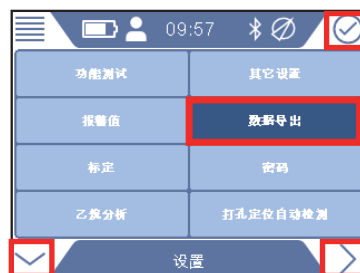 09:57
功能测试 其它设置
报警值 数据导出
标定 密码
乙炔分析 打孔定位自动检测
设置